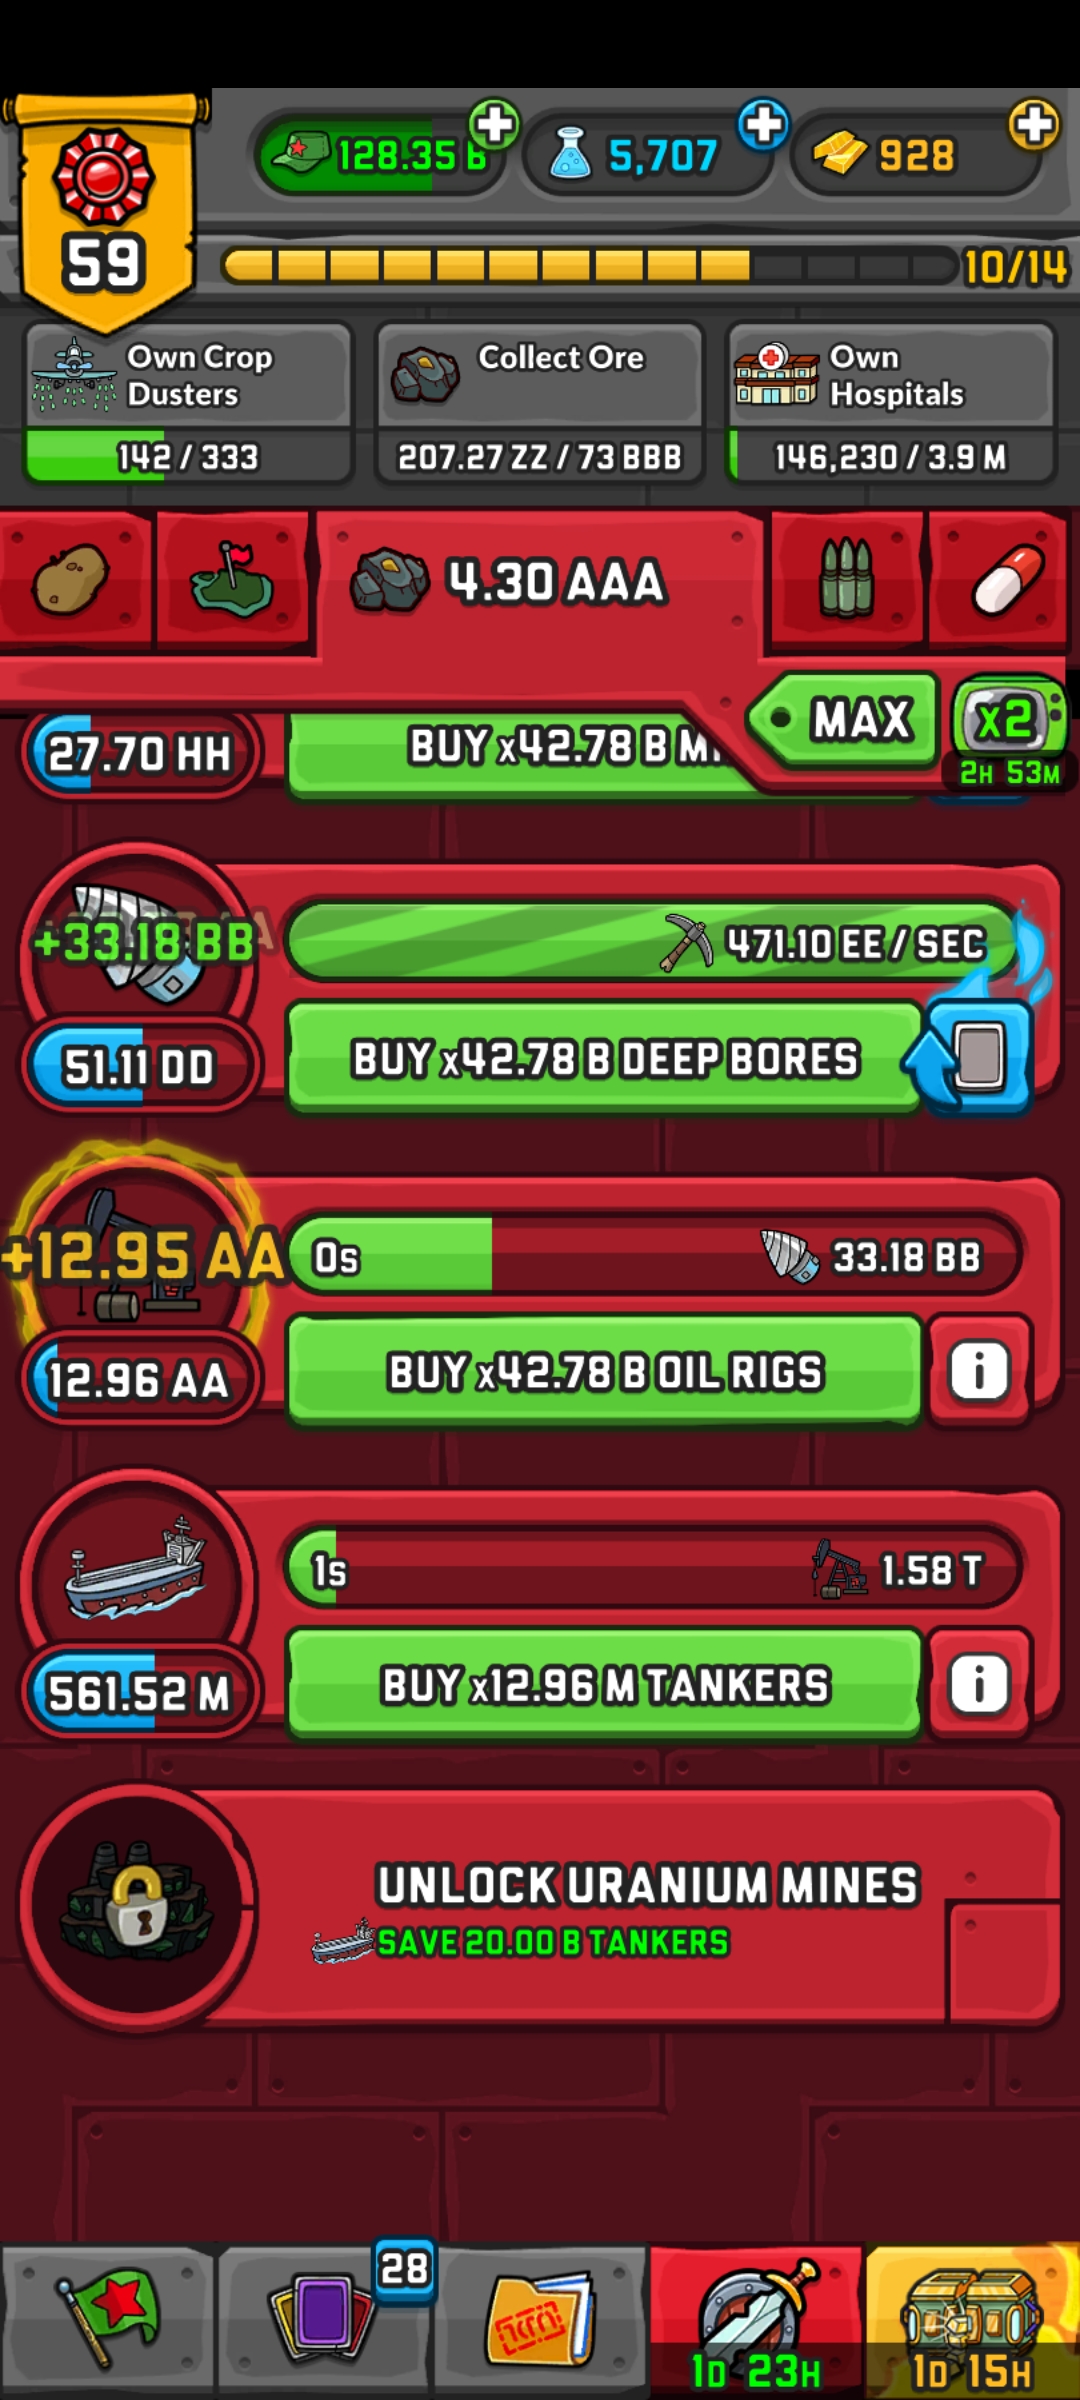 59
128.35 B
5,707
928
10/14
Own Crop
Dusters
142 / 333
Collect Ore
207.27 ZZ / 73 BBB
Own
Hospitals
146,230 / 3.9 M
4.30 AAA
MAX
x2
2H 53M
27.70 HH
BUY x42.78 B
+33.18 BB
471.10 EE / SEC
51.11 DD
BUY x42.78 B DEEP BORES
+12.95 AA
0s
33.18 BB
12.96 AA
BUY x42.78 B OIL RIGS
i
1s
1.58 T
561.52 M
BUY x12.96 M TANKERS
i
UNLOCK URANIUM MINES
SAVE 20.00 B TANKERS
28
1D 23H
1D 15H